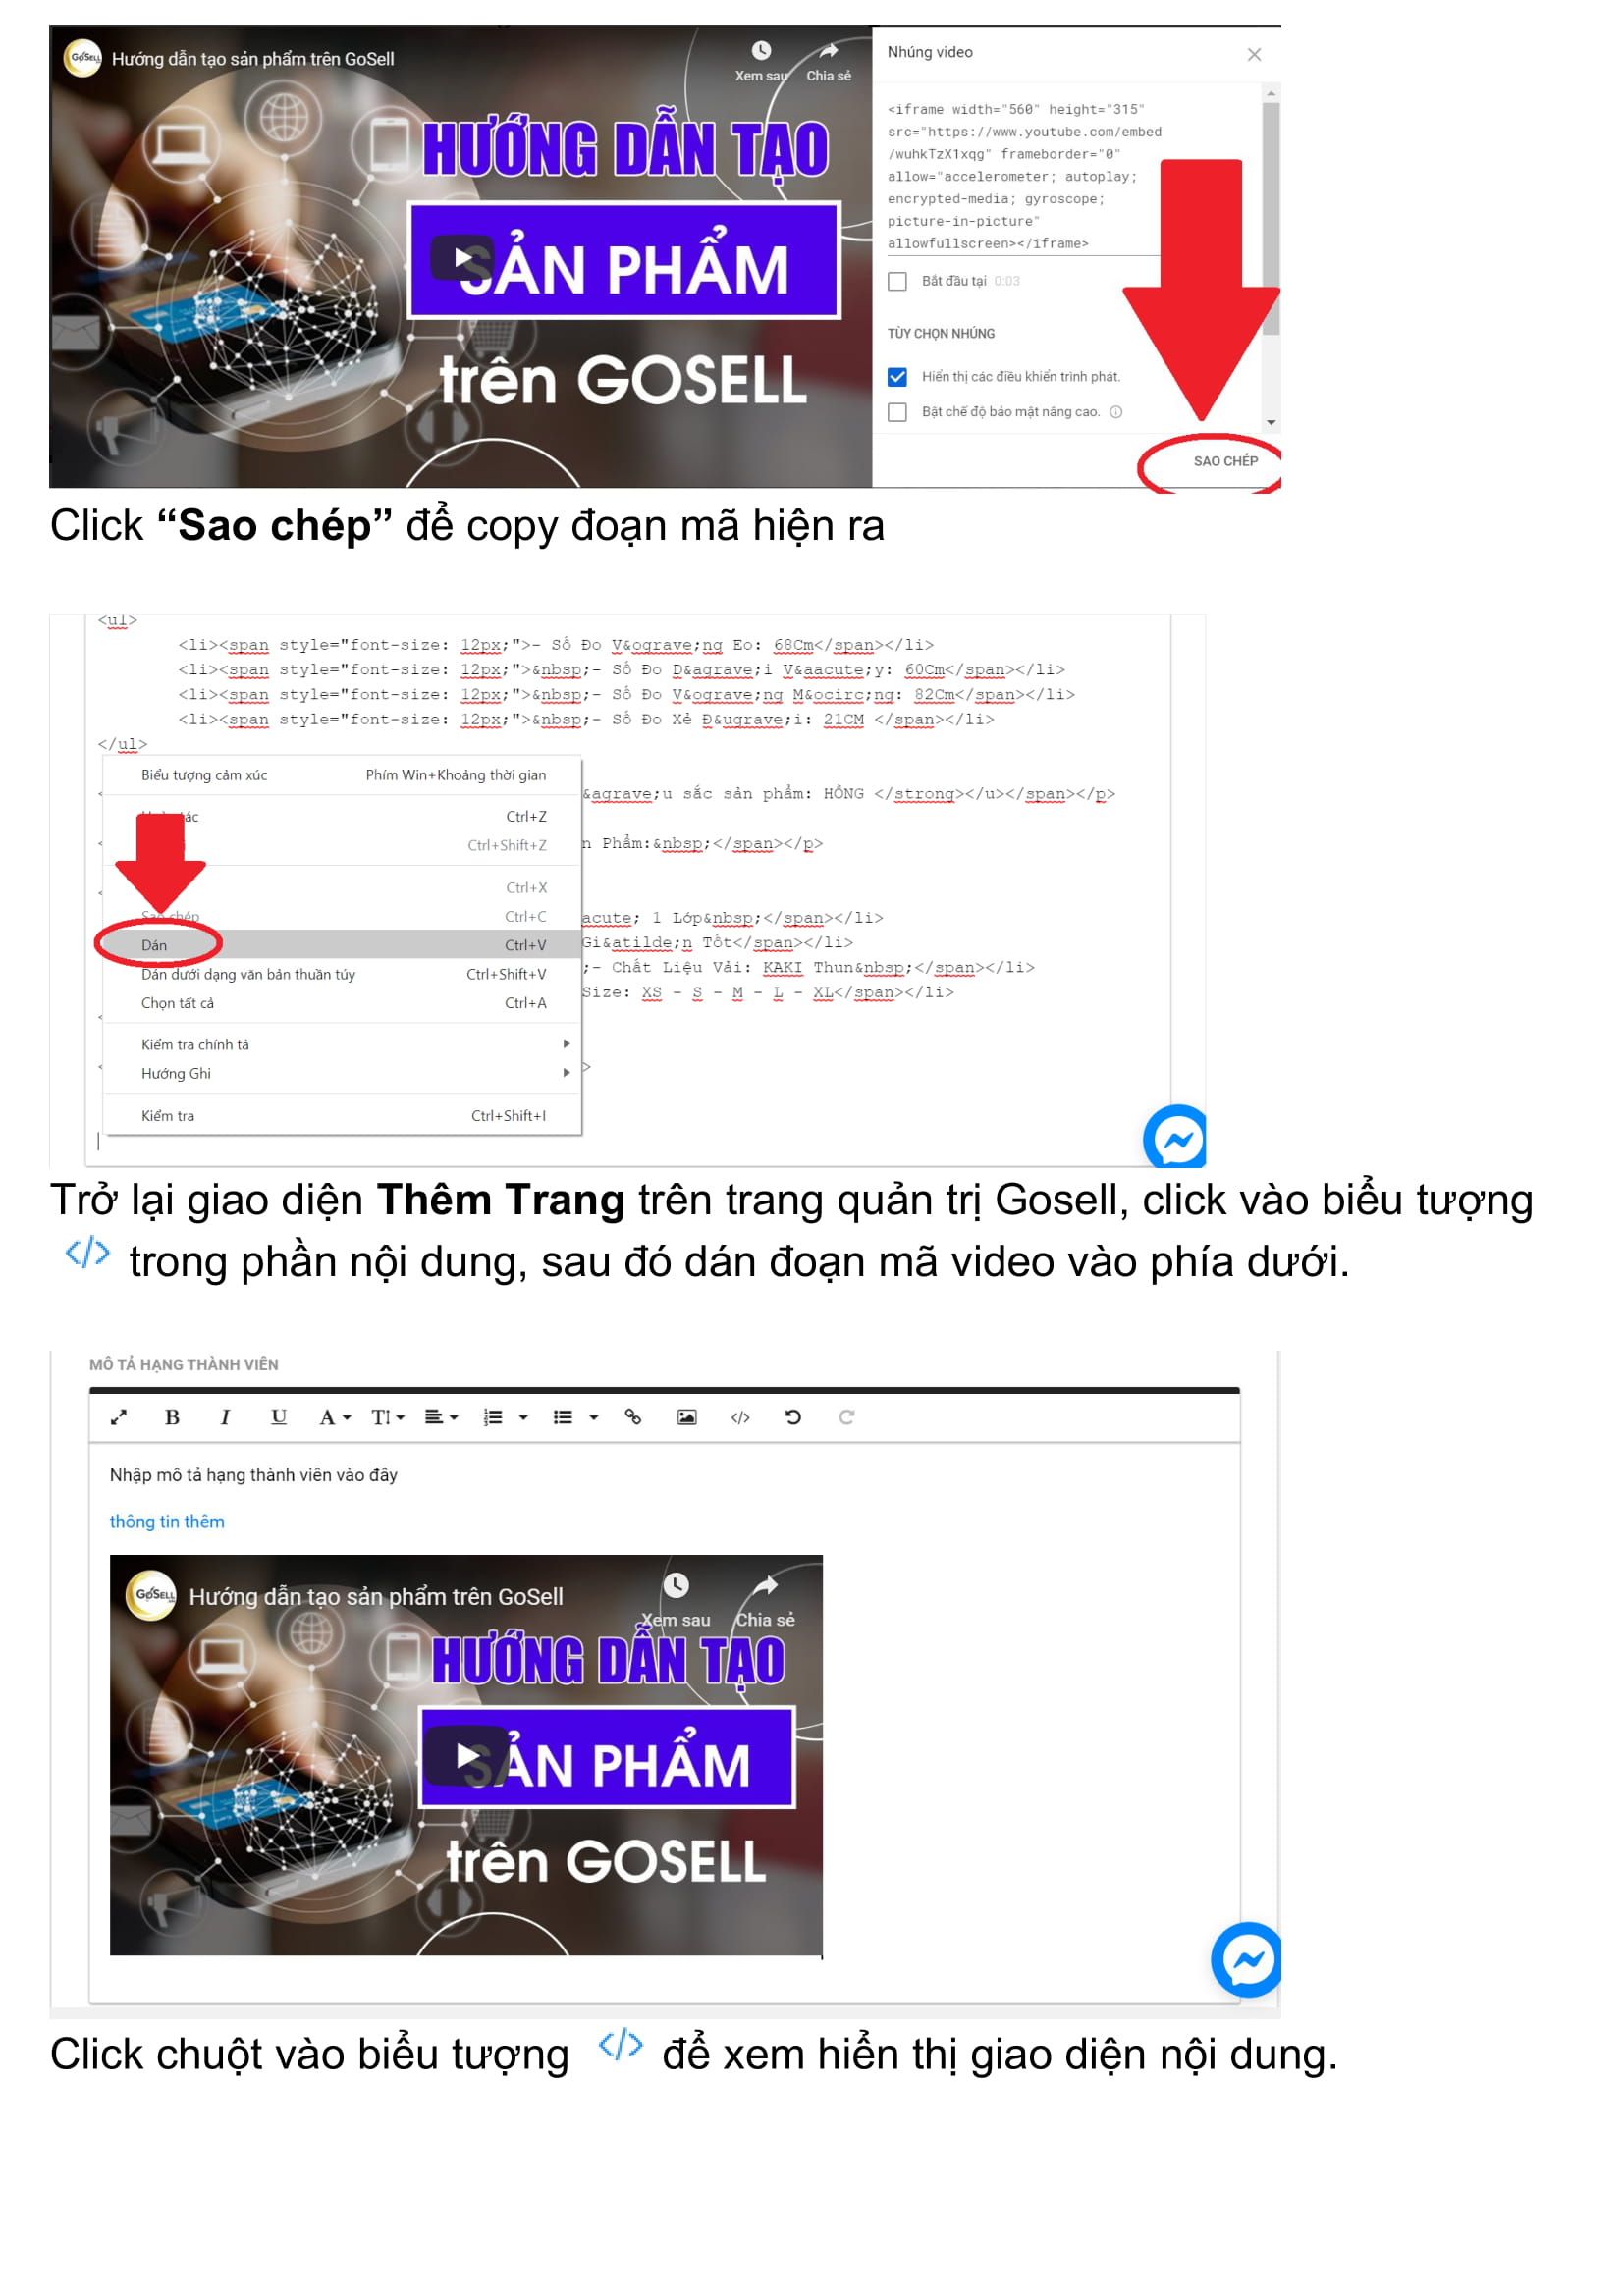 GoSELL
Hướng dẫn tạo sản phẩm trên GoSell
Xem sau
Chia sẻ
HƯỚNG DẪN TẠO
SẢN PHẨM
trên GOSELL
Nhúng video
<iframe width="560" height="315"
src="https://www.youtube.com/embed
/wuhkTzX1xqg" frameborder="0"
allow="accelerometer; autoplay;
encrypted-media; gyroscope;
picture-in-picture"
allowfullscreen></iframe>
Bắt đầu tại 0:03
TÙY CHỌN NHÚNG
Hiển thị các điều khiển trình phát.
Bật chế độ bảo mật nâng cao.
SAO CHÉP
Click “Sao chép” để copy đoạn mã hiện ra
<ul>
<li><span style="font-size: 12px;">- Số Đo V&ograve;ng Eo: 68Cm</span></li>
<li><span style="font-size: 12px;">&nbsp;- Số Đo D&agrave;i V&aacute;y: 60Cm</span></li>
<li><span style="font-size: 12px;">&nbsp;- Số Đo V&ograve;ng M&ocirc;ng: 82Cm</span></li>
<li><span style="font-size: 12px;">&nbsp;- Số Đo Xẻ Đ&ugrave;i: 21CM </span></li>
</ul>
Biểu tượng cảm xúc Phím Win+Khoảng thời gian
&agrave;u sắc sản phẩm: HỒNG </strong></u></span></p>
tác Ctrl+Z
Ctrl+Shift+Z
n Phẩm:&nbsp;</span></p>
Ctrl+X
Sao chép Ctrl+C
acute; 1 Lớp&nbsp;</span></li>
Dán Ctrl+V
Gi&atilde;n Tốt</span></li>
Dán dưới dạng văn bản thuần túy Ctrl+Shift+V
;- Chất Liệu Vải: KAKI Thun&nbsp;</span></li>
Size: XS - S - M - L - XL</span></li>
Chọn tất cả Ctrl+A
Kiểm tra chính tả
Hướng Ghi
>
Kiểm tra Ctrl+Shift+I
Trở lại giao diện Thêm Trang trên trang quản trị Gosell, click vào biểu tượng
</> trong phần nội dung, sau đó dán đoạn mã video vào phía dưới.
MÔ TẢ HẠNG THÀNH VIÊN
B I U A TI </>
Nhập mô tả hạng thành viên vào đây
thông tin thêm
GoSELL
Hướng dẫn tạo sản phẩm trên GoSell
Xem sau
Chia sẻ
HƯỚNG DẪN TẠO
SẢN PHẨM
trên GOSELL
Click chuột vào biểu tượng </> để xem hiển thị giao diện nội dung.